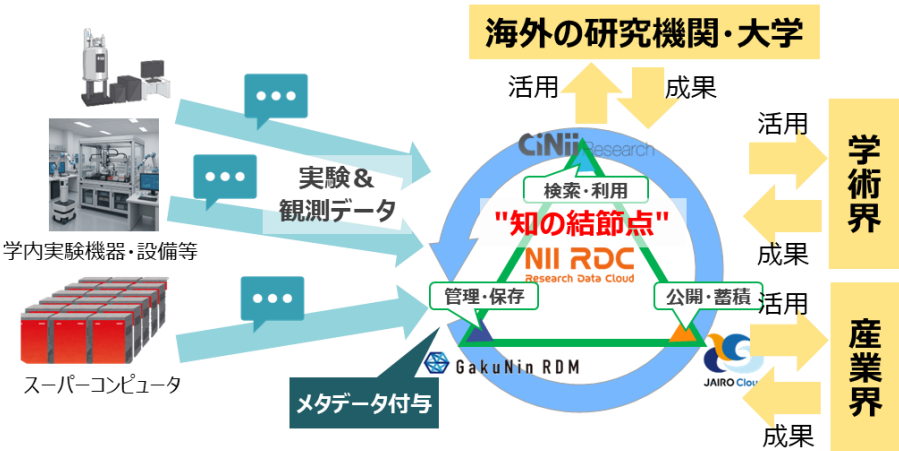 海外の研究機関・大学
活用
成果
CiNii Research
検索・利用
"知の結節点"
NII RDC
Research Data Cloud
管理・保存
公開・蓄積
GakuNin RDM
JAIRO Cloud
メタデータ付与
実験＆
観測データ
学内実験機器・設備等
スーパーコンピュータ
活用
学術界
成果
活用
産業界
成果